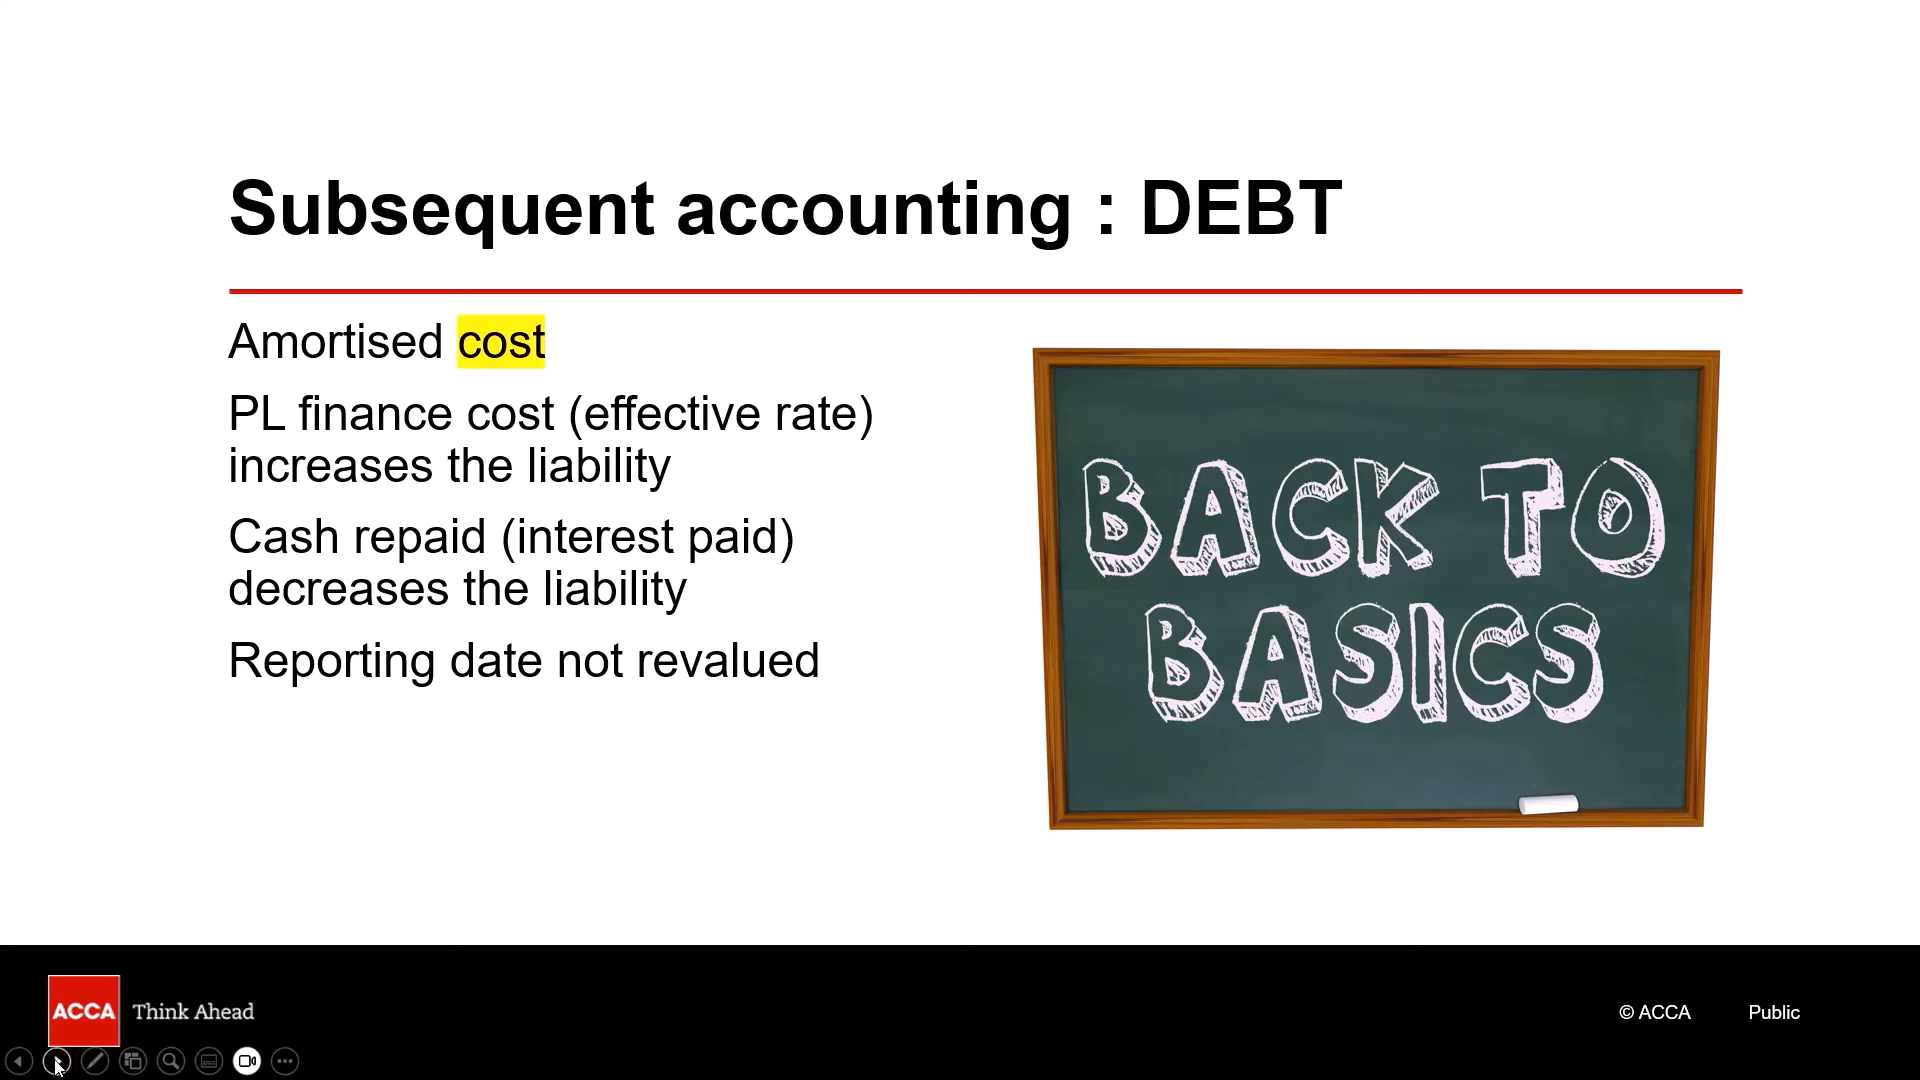 Subsequent accounting : DEBT
Amortised cost
PL finance cost (effective rate)
increases the liability
Cash repaid (interest paid)
decreases the liability
Reporting date not revalued
BACK TO
BASICS
ACCA Think Ahead
© ACCA Public